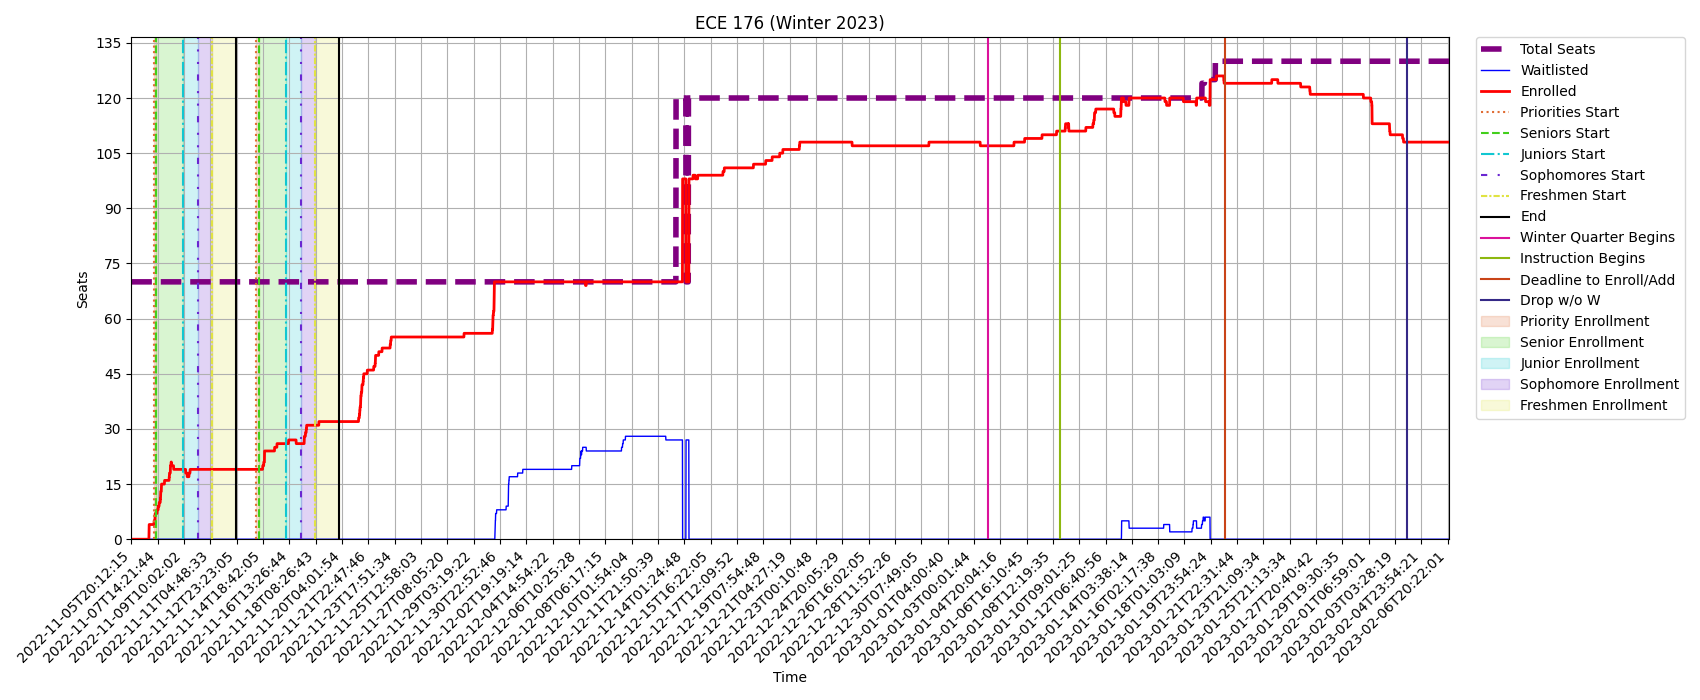 ECE 176 (Winter 2023)
135
120
105
90
75
60
45
30
15
0
Seats
2022-11-05T20:12:15
2022-11-07T14:21:44
2022-11-09T10:02:02
2022-11-11T04:48:33
2022-11-12T23:23:05
2022-11-14T18:42:05
2022-11-16T13:26:44
2022-11-18T08:26:43
2022-11-20T04:01:54
2022-11-21T22:47:46
2022-11-23T17:51:34
2022-11-25T12:58:03
2022-11-27T08:05:20
2022-11-29T03:19:22
2022-11-30T22:52:46
2022-12-02T19:19:14
2022-12-04T14:54:22
2022-12-06T10:25:28
2022-12-08T06:17:15
2022-12-10T01:54:04
2022-12-11T21:50:39
2022-12-14T01:24:48
2022-12-15T16:22:05
2022-12-17T12:09:52
2022-12-19T07:54:48
2022-12-21T04:27:19
2022-12-23T00:10:48
2022-12-24T20:05:29
2022-12-26T16:02:05
2022-12-28T11:52:26
2022-12-30T07:49:05
2023-01-01T04:00:40
2023-01-03T00:01:44
2023-01-04T20:04:16
2023-01-06T16:10:45
2023-01-08T12:19:35
2023-01-10T09:01:25
2023-01-12T06:40:56
2023-01-14T03:38:14
2023-01-16T02:17:38
2023-01-18T01:03:09
2023-01-19T23:54:24
2023-01-21T22:31:44
2023-01-23T21:09:34
2023-01-25T21:13:34
2023-01-27T20:40:42
2023-01-29T19:30:35
2023-02-01T06:59:01
2023-02-03T03:28:19
2023-02-04T23:54:21
2023-02-06T20:22:01
Time
Total Seats
Waitlisted
Enrolled
Priorities Start
Seniors Start
Juniors Start
Sophomores Start
Freshmen Start
End
Winter Quarter Begins
Instruction Begins
Deadline to Enroll/Add
Drop w/o W
Priority Enrollment
Senior Enrollment
Junior Enrollment
Sophomore Enrollment
Freshmen Enrollment